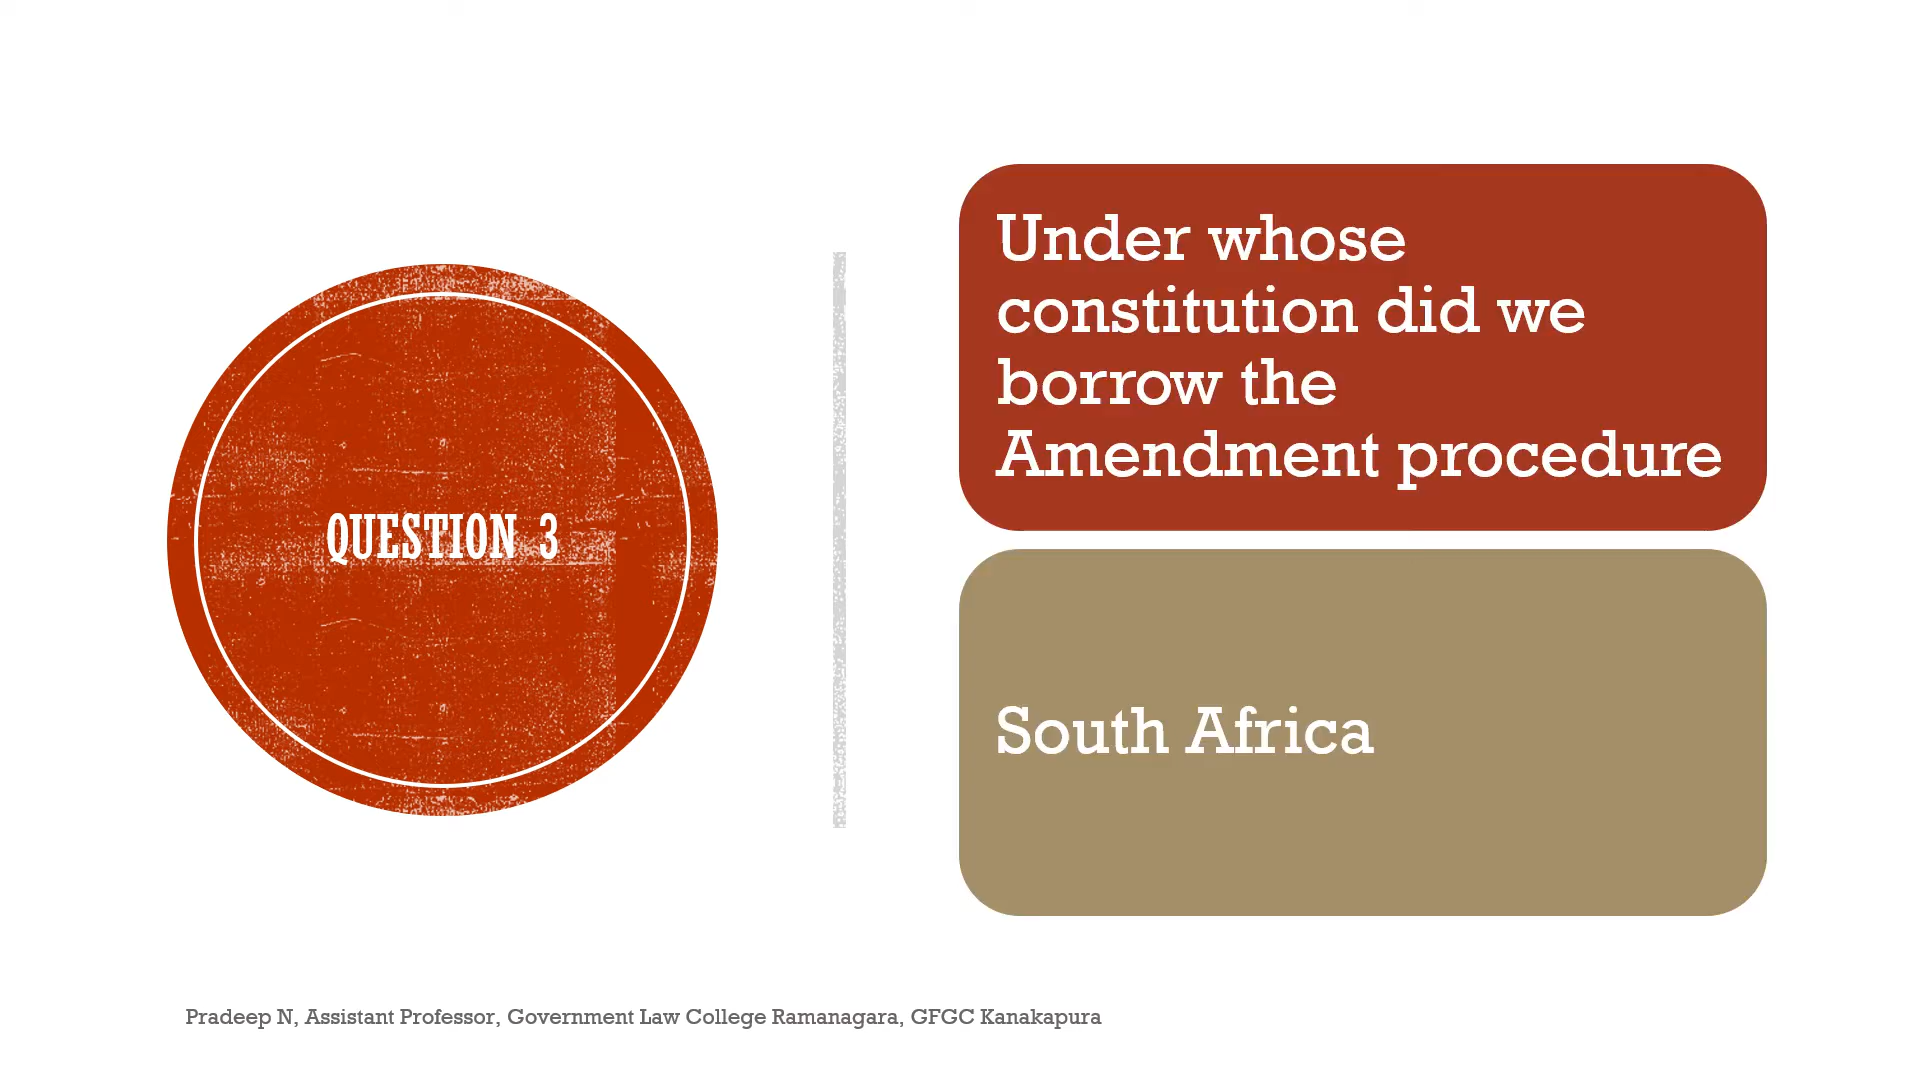 QUESTION 3
Under whose
constitution did we
borrow the
Amendment procedure
South Africa
Pradeep N, Assistant Professor, Government Law College Ramanagara, GFGC Kanakapura